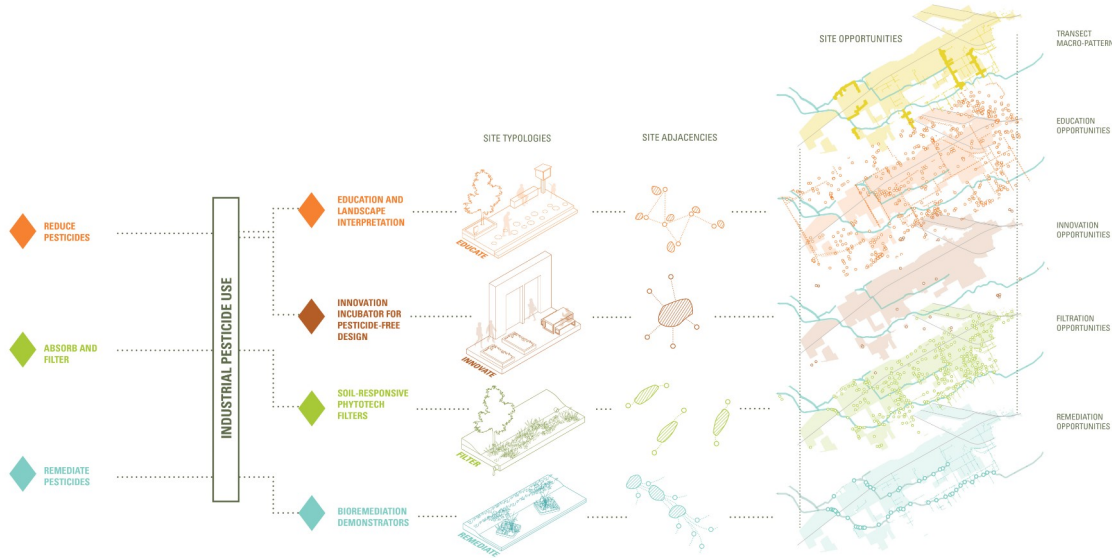 SITE OPPORTUNITIES
TRANSECT
MACRO-PATTERN
EDUCATION
OPPORTUNITIES
SITE TYPOLOGIES
SITE ADJACENCIES
REDUCE
PESTICIDES
INDUSTRIAL PESTICIDE USE
EDUCATION AND
LANDSCAPE
INTERPRETATION
EDUCATE
INNOVATION
OPPORTUNITIES
INNOVATION
INCUBATOR FOR
PESTICIDE-FREE
DESIGN
INNOVATE
FILTRATION
OPPORTUNITIES
ABSORB AND
FILTER
SOIL-RESPONSIVE
PHYTOTECH
FILTERS
FILTER
REMEDIATION
OPPORTUNITIES
REMEDIATE
PESTICIDES
BIOREMEDIATION
DEMONSTRATORS
REMEDIATE